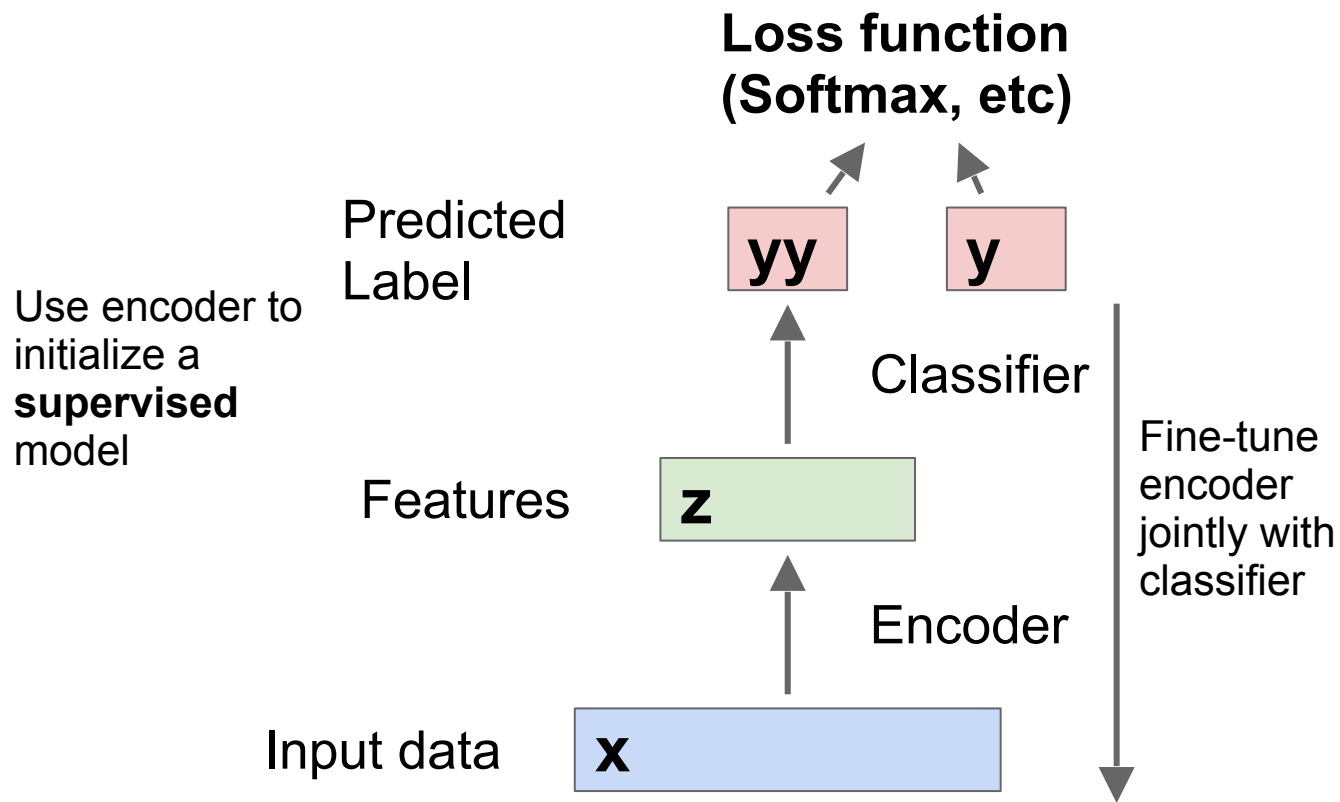 Loss function
(Softmax, etc)
Predicted
Label
yy
y
Use encoder to
initialize a
supervised
model
Classifier
Features
z
Fine-tune
encoder
jointly with
classifier
Encoder
Input data
x